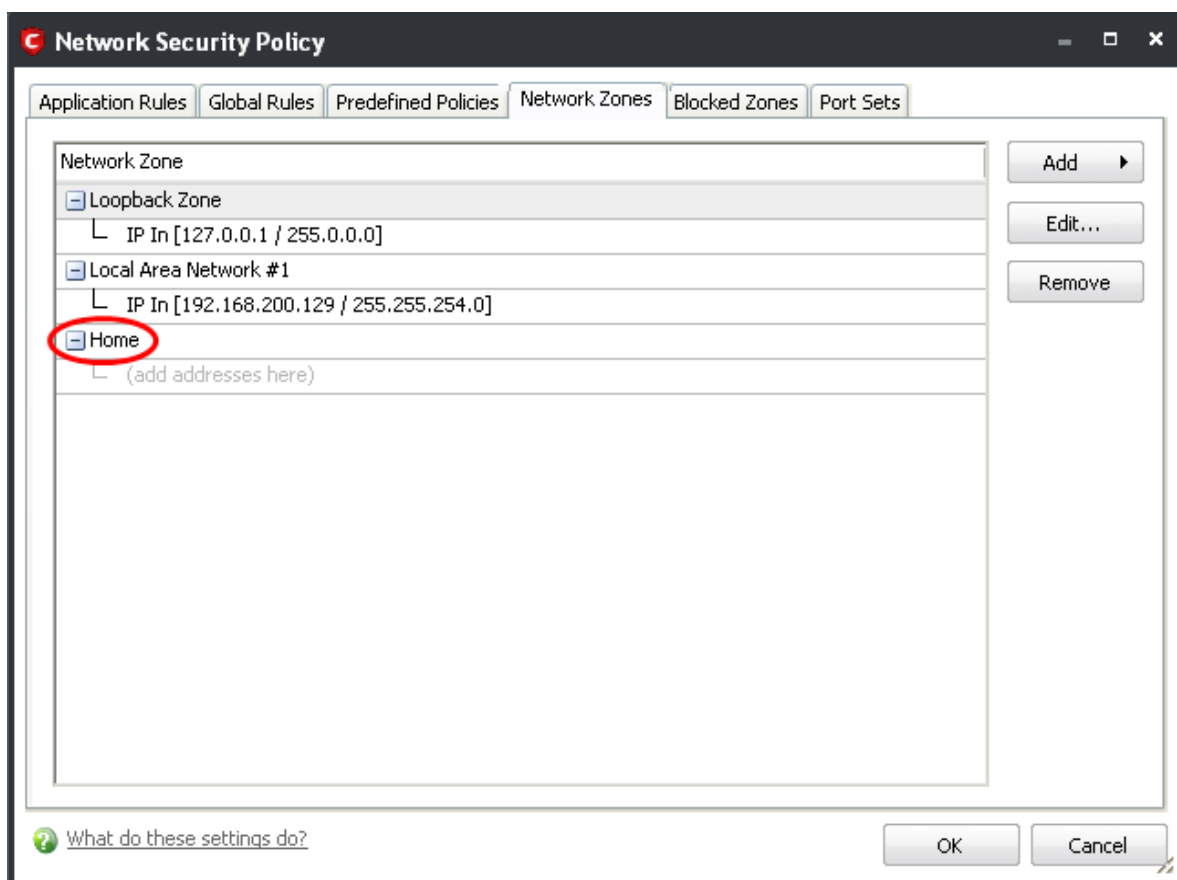 Network Security Policy
Application Rules Global Rules Predefined Policies Network Zones Blocked Zones Port Sets
Network Zone
Add
Loopback Zone
IP In [127.0.0.1 / 255.0.0.0]
Edit...
Local Area Network #1
Remove
IP In [192.168.200.129 / 255.255.254.0]
Home
(add addresses here)
What do these settings do?
OK
Cancel